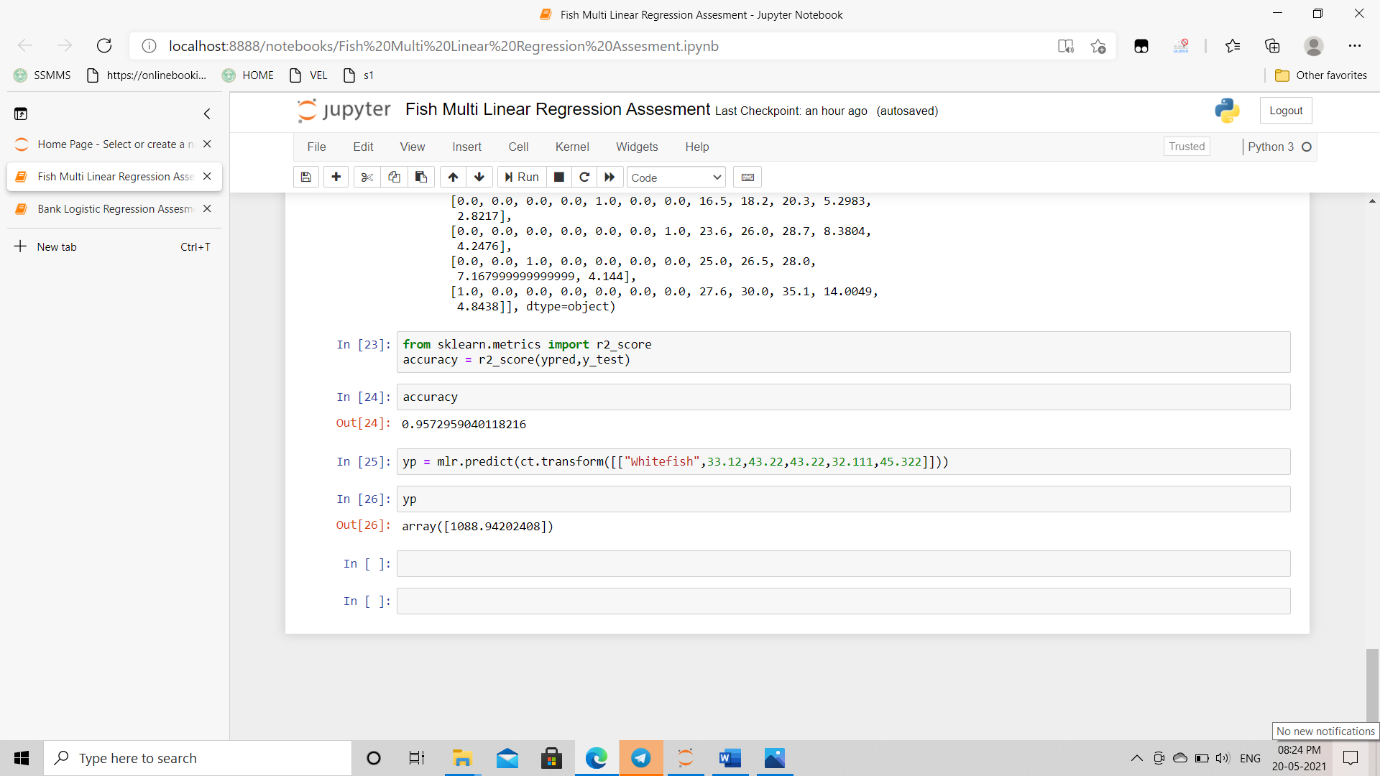 Fish Multi Linear Regression Assesment - Jupyter Notebook
localhost:8888/notebooks/Fish%20Multi%20Linear%20Regression%20Assesment.ipynb
SSMMS https://onlinebooki... HOME VEL s1 Other favorites
Home Page - Select or create a n
Fish Multi Linear Regression Asse
Bank Logistic Regression Assesm
New tab Ctrl+T
jupyter Fish Multi Linear Regression Assesment Last Checkpoint: an hour ago (autosaved) Logout
File Edit View Insert Cell Kernel Widgets Help Trusted Python 3
Run Code
[0.0, 0.0, 0.0, 0.0, 1.0, 0.0, 0.0, 16.5, 18.2, 20.3, 5.2983,
2.8217],
[0.0, 0.0, 0.0, 0.0, 0.0, 0.0, 1.0, 23.6, 26.0, 28.7, 8.3804,
4.2476],
[0.0, 0.0, 1.0, 0.0, 0.0, 0.0, 0.0, 25.0, 26.5, 28.0,
7.167999999999999, 4.144],
[1.0, 0.0, 0.0, 0.0, 0.0, 0.0, 0.0, 27.6, 30.0, 35.1, 14.0049,
4.8438]], dtype=object)
In [23]: from sklearn.metrics import r2_score
accuracy = r2_score(ypred,y_test)
In [24]: accuracy
Out[24]: 0.9572959040118216
In [25]: yp = mlr.predict(ct.transform([["Whitefish",33.12,43.22,43.22,32.111,45.322]]))
In [26]: yp
Out[26]: array([1088.94202408])
In [ ]:
In [ ]:
No new notifications
Type here to search
ENG
08:24 PM
20-05-2021